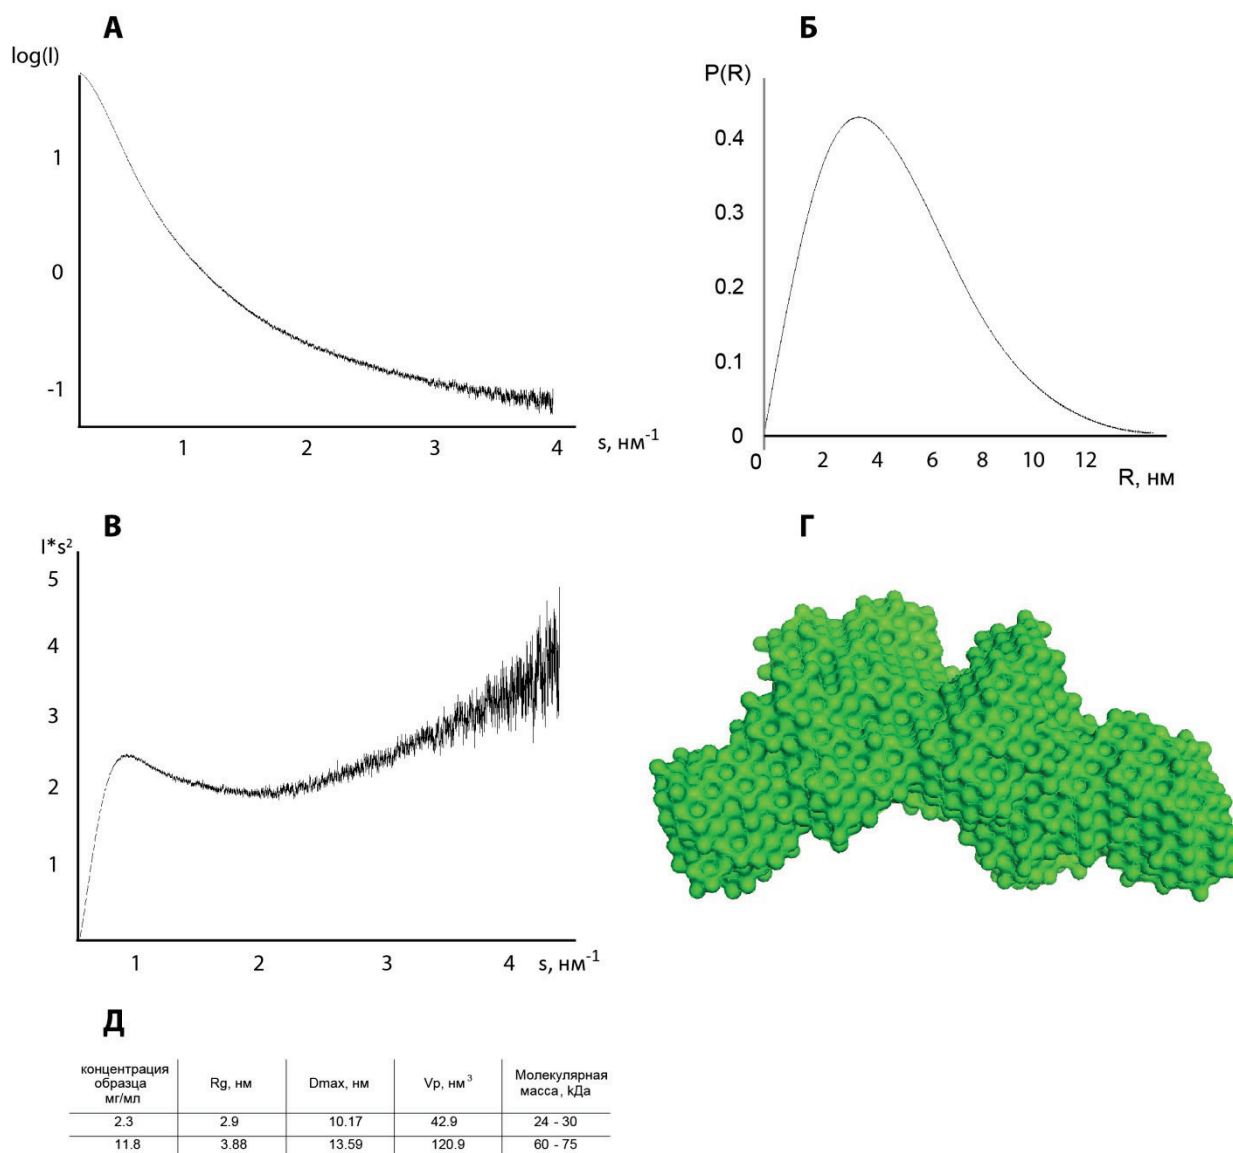 А
log(I)
1
0
-1
1 2 3 4 s, нм-1
Б
P(R)
0.4
0.3
0.2
0.1
0
0 2 4 6 8 10 12
R, нм
В
I*s2
5
4
3
2
1
1 2 3 4 s, нм-1
Г
Д
концентрация образца мг/мл Rg, нм Dmax, нм Vp, нм3 Молекулярная масса, кДа
2.3 2.9 10.17 42.9 24 - 30
11.8 3.88 13.59 120.9 60 - 75